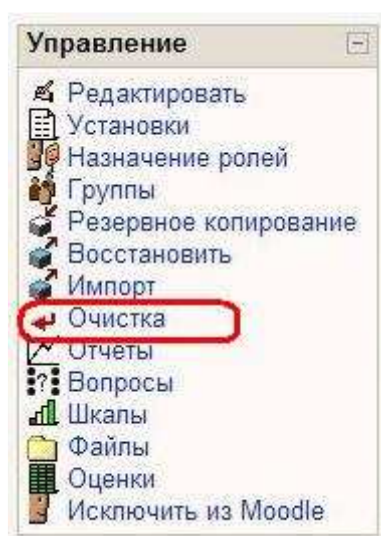 Управление
Редактировать
Установки
Назначение ролей
Группы
Резервное копирование
Восстановить
Импорт
Очистка
Отчеты
Вопросы
Шкалы
Файлы
Оценки
Исключить из Moodle